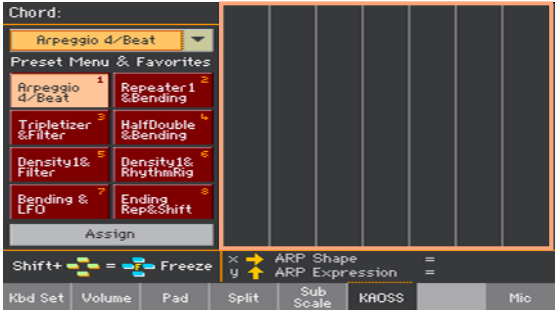 Chord:
Arpeggio 4/Beat
Preset Menu & Favorites
Arpeggio 4/Beat 1
Repeater1 &Bending 2
Tripletizer &Filter 3
HalfDouble &Bending 4
Density1& Filter 5
Density1& RhythmRig 6
Bending & LFO 7
Ending Rep&Shift 8
Assign
Shift+ = Freeze
x ARP Shape =
y ARP Expression =
Kbd Set Volume Pad Split Sub Scale KAOSS Mic